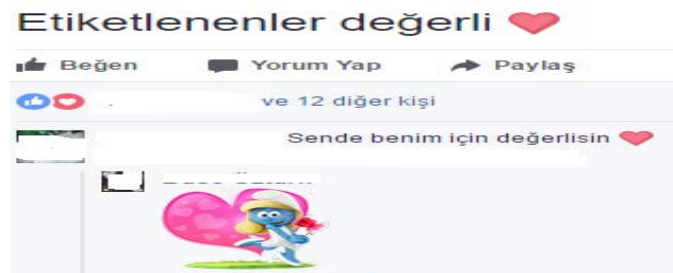 Etiketlenenler değerli ❤
Beğen Yorum Yap Paylaş
ve 12 diğer kişi
Sende benim için değerlisin ❤